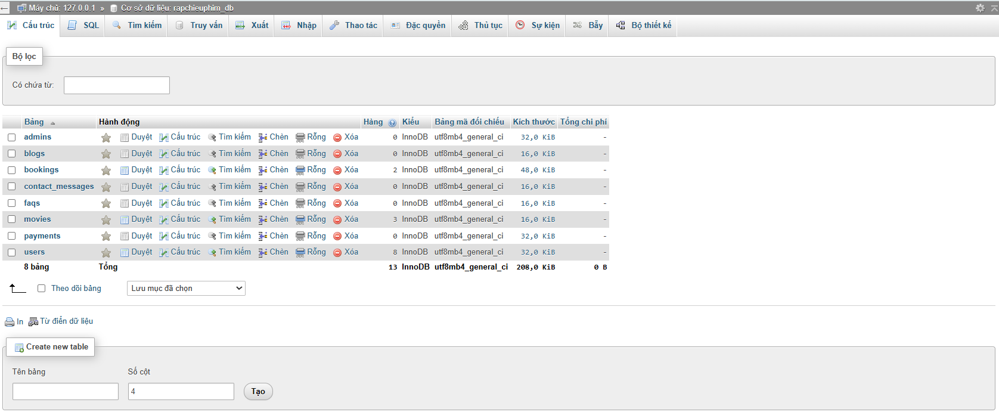 Máy chủ: 127.0.0.1 » Cơ sở dữ liệu: rapchieuphim_db
Cấu trúc SQL Tìm kiếm Truy vấn Xuất Nhập Thao tác Đặc quyền Thủ tục Sự kiện Bẫy Bộ thiết kế
Bộ lọc
Có chứa từ:
Bảng Hành động Hàng Kiểu Bảng mã đối chiếu Kích thước Tổng chi phí
admins Duyệt Cấu trúc Tìm kiếm Chèn Rỗng Xóa 0 InnoDB utf8mb4_general_ci 32,0 KiB -
blogs Duyệt Cấu trúc Tìm kiếm Chèn Rỗng Xóa 0 InnoDB utf8mb4_general_ci 16,0 KiB -
bookings Duyệt Cấu trúc Tìm kiếm Chèn Rỗng Xóa 2 InnoDB utf8mb4_general_ci 48,0 KiB -
contact_messages Duyệt Cấu trúc Tìm kiếm Chèn Rỗng Xóa 0 InnoDB utf8mb4_general_ci 16,0 KiB -
faqs Duyệt Cấu trúc Tìm kiếm Chèn Rỗng Xóa 0 InnoDB utf8mb4_general_ci 16,0 KiB -
movies Duyệt Cấu trúc Tìm kiếm Chèn Rỗng Xóa 3 InnoDB utf8mb4_general_ci 16,0 KiB -
payments Duyệt Cấu trúc Tìm kiếm Chèn Rỗng Xóa 0 InnoDB utf8mb4_general_ci 32,0 KiB -
users Duyệt Cấu trúc Tìm kiếm Chèn Rỗng Xóa 8 InnoDB utf8mb4_general_ci 32,0 KiB -
8 bảng Tổng 13 InnoDB utf8mb4_general_ci 208,0 KiB 0 B
Theo dõi bảng Lưu mục đã chọn
In Từ điển dữ liệu
Create new table
Tên bảng Số cột
4 Tạo